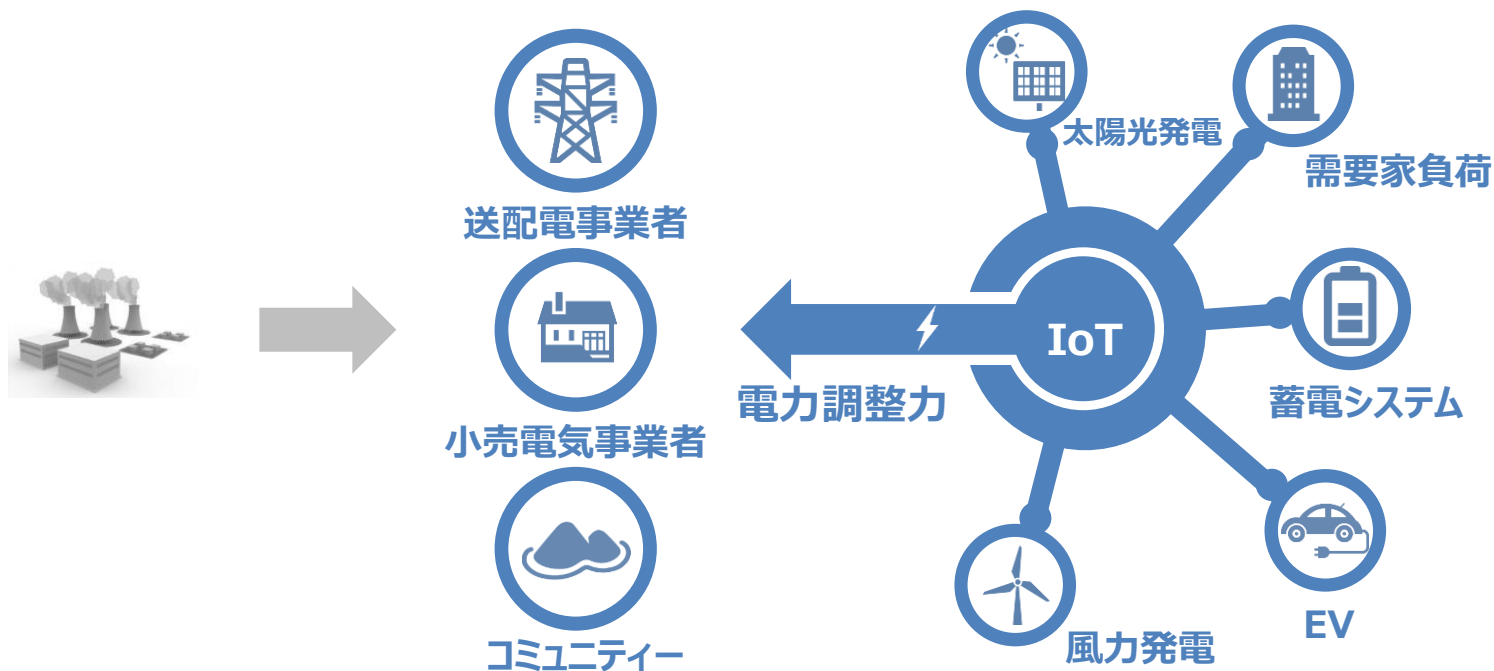 送配電事業者
小売電気事業者
コミュニティー
電力調整力
IoT
太陽光発電
需要家負荷
蓄電システム
EV
風力発電